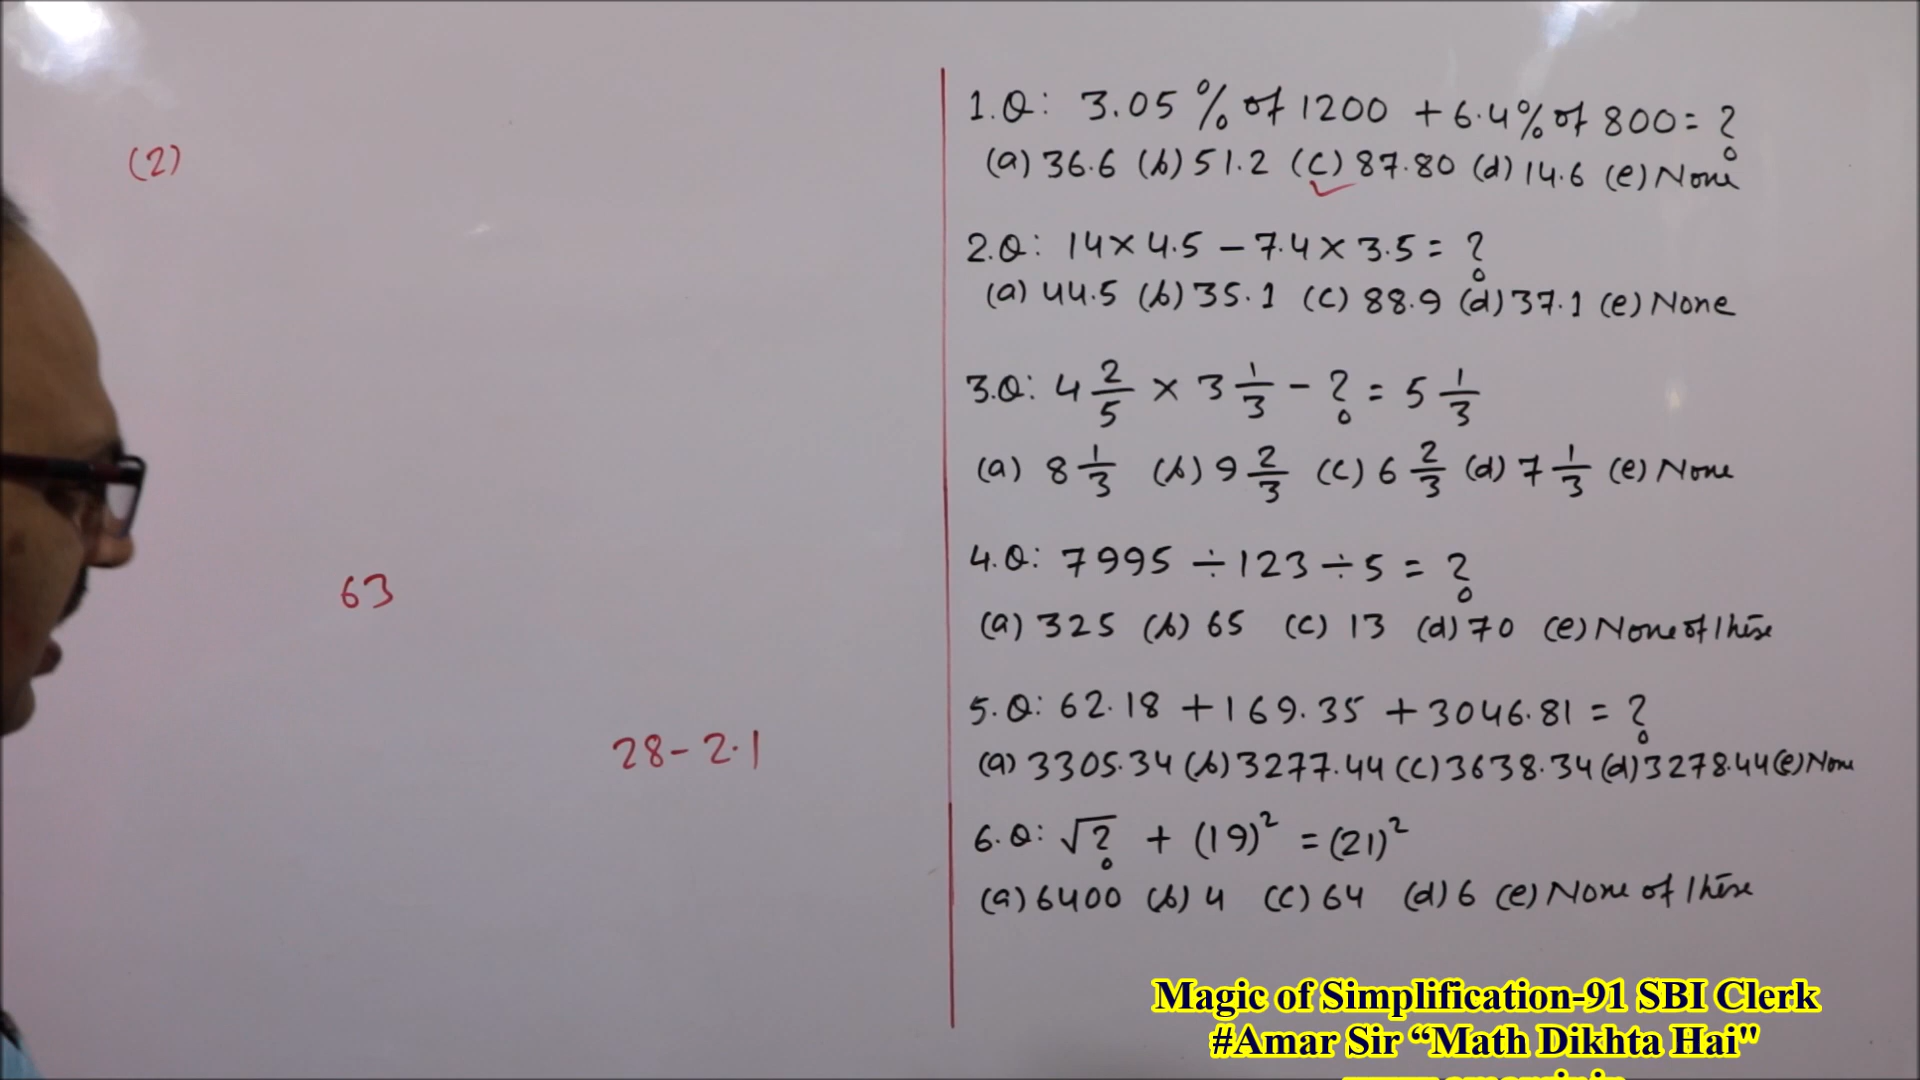 (2)
63
28-2.1
1.Q: 3.05 % of 1200 + 6.4% of 800 = ?
(a) 36.6 (b) 51.2 (c) 87.80 (d) 14.6 (e) None
2.Q: 14 × 4.5 – 7.4 × 3.5 = ?
(a) 44.5 (b) 35.1 (c) 88.9 (d) 37.1 (e) None
3.Q: 4 2/5 × 3 1/3 - ? = 5 1/3
(a) 8 1/3 (b) 9 2/3 (c) 6 2/3 (d) 7 1/3 (e) None
4.Q: 7995 ÷ 123 ÷ 5 = ?
(a) 325 (b) 65 (c) 13 (d) 70 (e) None of these
5.Q: 62.18 + 169.35 + 3046.81 = ?
(a) 3305.34 (b) 3277.44 (c) 3638.34 (d) 3278.44 (e) None
6.Q: √? + (19)² = (21)²
(a) 6400 (b) 4 (c) 64 (d) 6 (e) None of these
Magic of Simplification-91 SBI Clerk
#Amar Sir “Math Dikhta Hai"